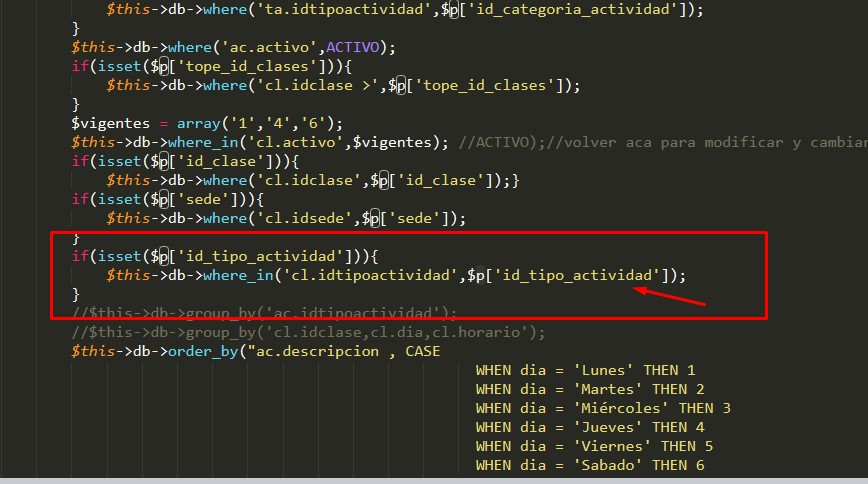 $this->db->where('ta.idtipoactividad',$p['id_categoria_actividad']);
}
$this->db->where('ac.activo',ACTIVO);
if(isset($p['tope_id_clases'])){
$this->db->where('cl.idclase >',$p['tope_id_clases']);
}
$vigentes = array('1','4','6');
$this->db->where_in('cl.activo',$vigentes); //ACTIVO);//volver aca para modificar y cambiar
if(isset($p['id_clase'])){
$this->db->where('cl.idclase',$p['id_clase']);}
if(isset($p['sede'])){
$this->db->where('cl.idsede',$p['sede']);
}
if(isset($p['id_tipo_actividad'])){
$this->db->where_in('cl.idtipoactividad',$p['id_tipo_actividad']);
}
//$this->db->group_by('ac.idtipoactividad');
//$this->db->group_by('cl.idclase,cl.dia,cl.horario');
$this->db->order_by("ac.descripcion , CASE
WHEN dia = 'Lunes' THEN 1
WHEN dia = 'Martes' THEN 2
WHEN dia = 'Miércoles' THEN 3
WHEN dia = 'Jueves' THEN 4
WHEN dia = 'Viernes' THEN 5
WHEN dia = 'Sabado' THEN 6